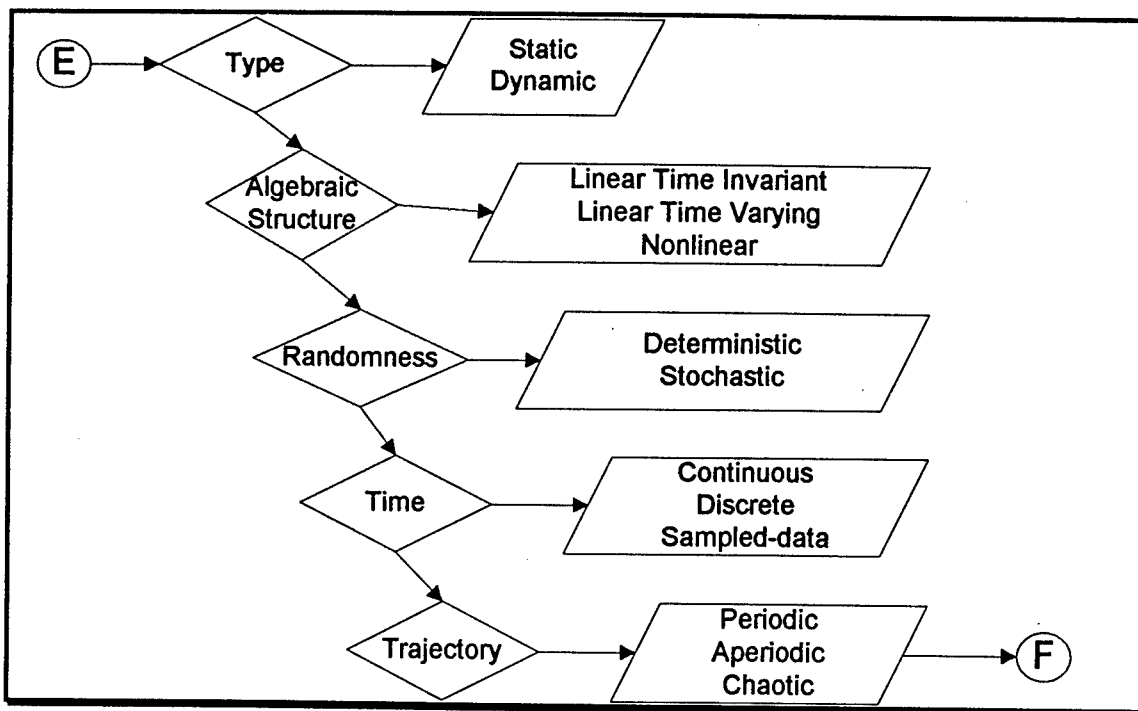 E
Type
Static
Dynamic
Algebraic
Structure
Linear Time Invariant
Linear Time Varying
Nonlinear
Randomness
Deterministic
Stochastic
Time
Continuous
Discrete
Sampled-data
Trajectory
Periodic
Aperiodic
Chaotic
F